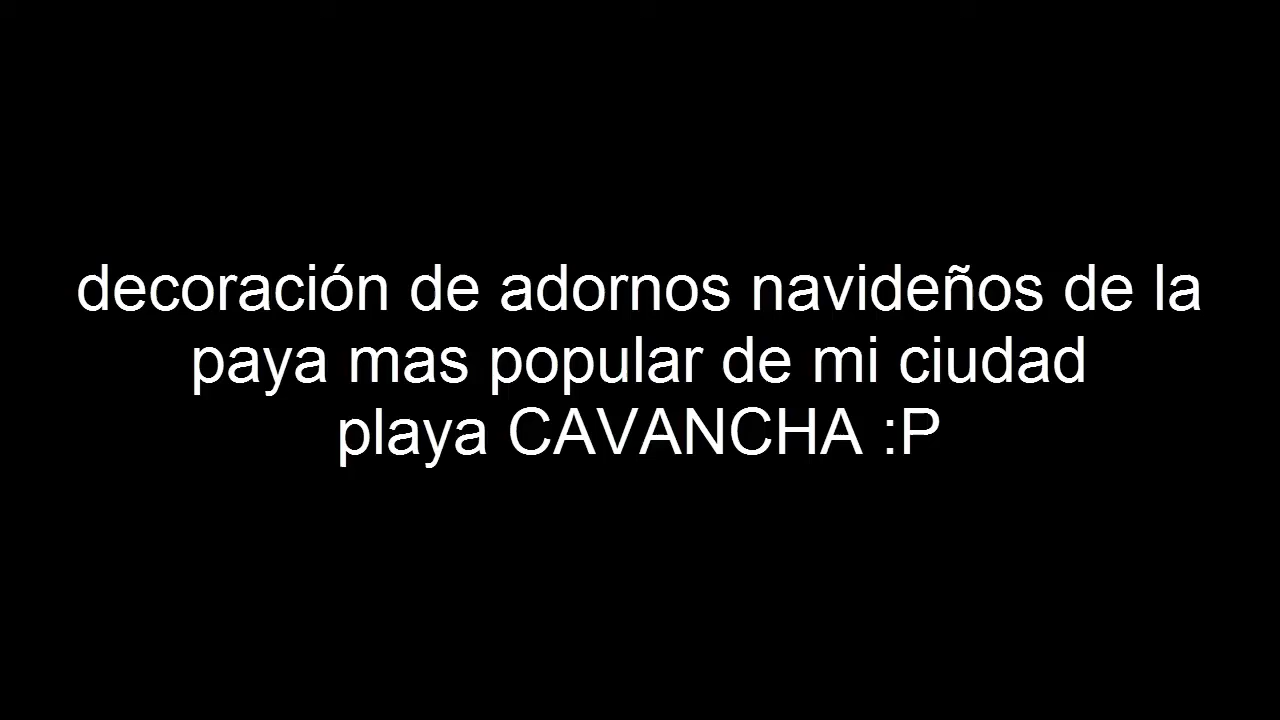 decoración de adornos navideños de la
paya mas popular de mi ciudad
playa CAVANCHA :P